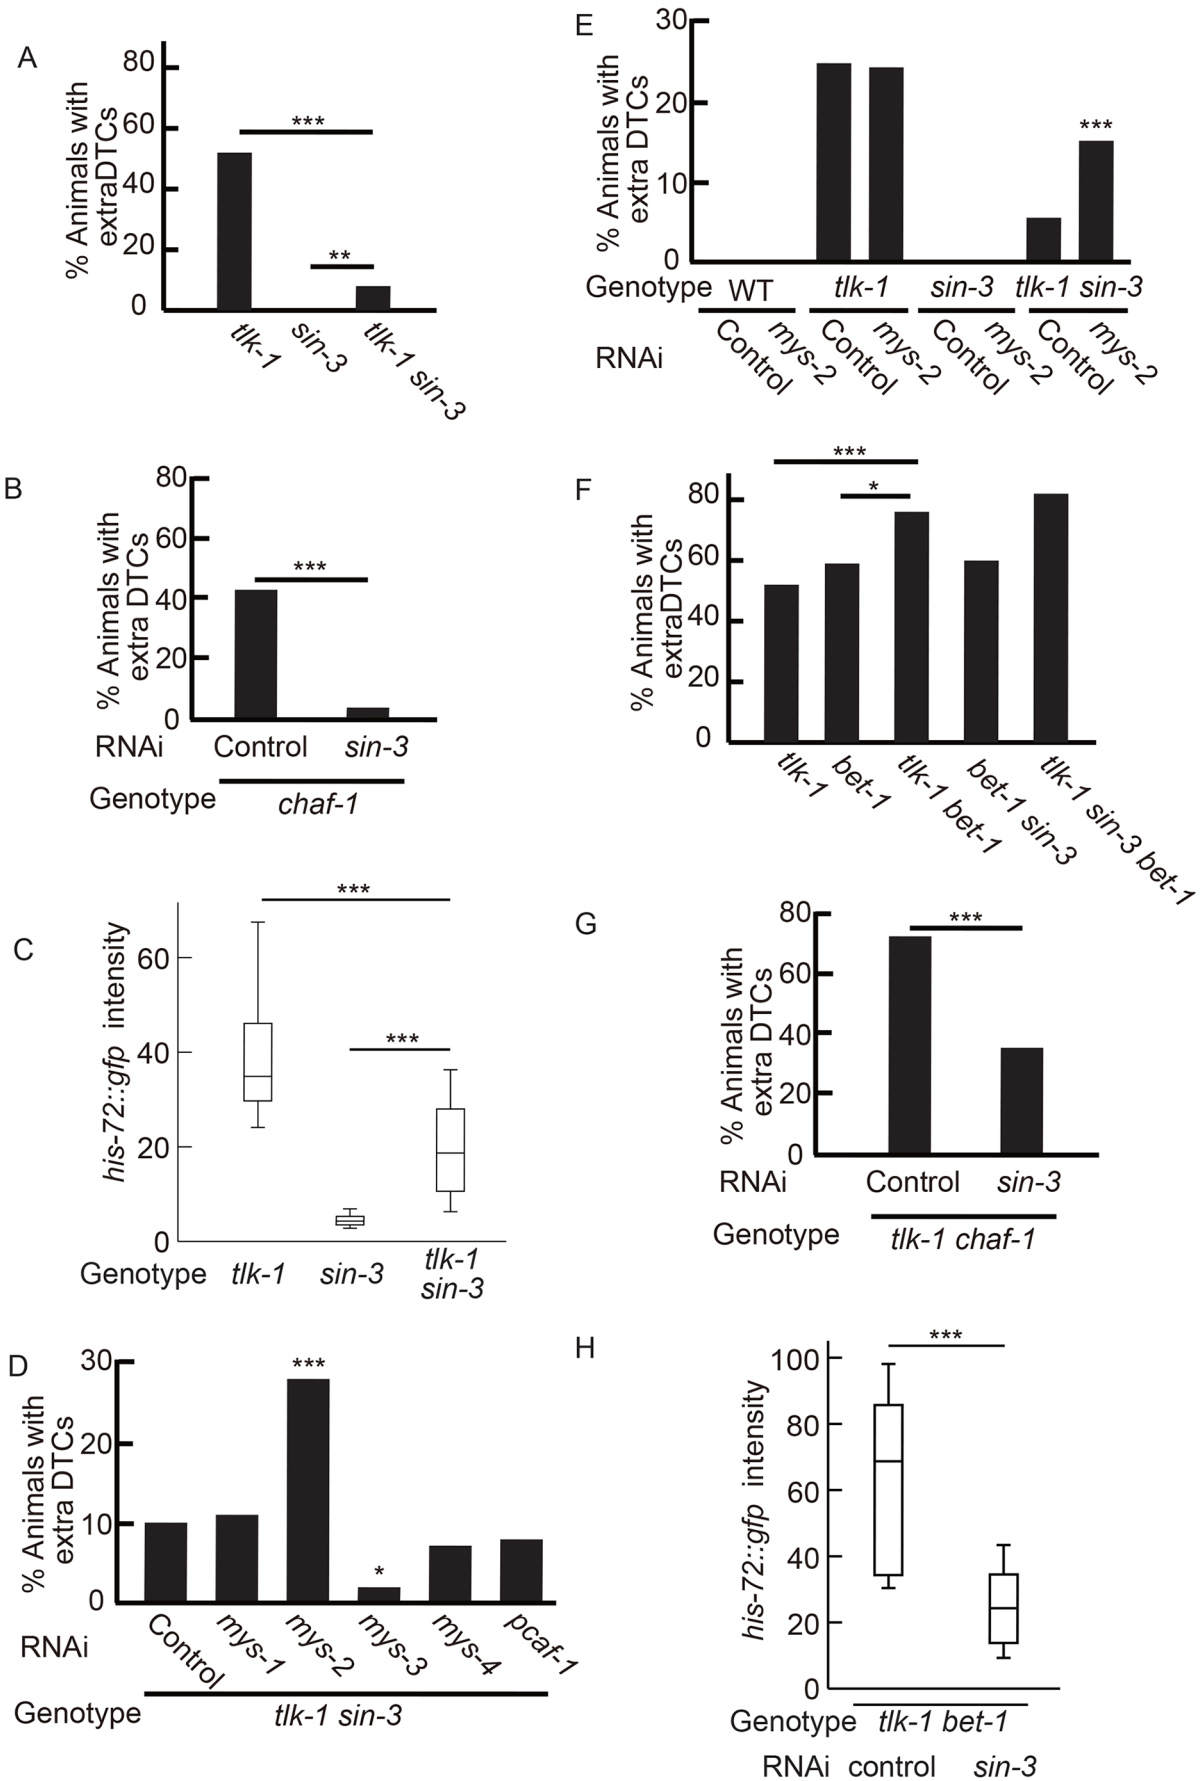 A
% Animals with
extraDTCs
80
60
40
20
0
***
**
tlk-1
sin-3
tlk-1 sin-3
B
% Animals with
extra DTCs
80
60
40
20
0
***
RNAi Control sin-3
Genotype chaf-1
C
his-72::gfp intensity
60
40
20
0
***
***
Genotype tlk-1 sin-3 tlk-1
sin-3
D
% Animals with
extra DTCs
30
20
10
0
***
*
RNAi
Control
mys-1
mys-2
mys-3
mys-4
pcaf-1
Genotype tlk-1 sin-3
E
% Animals with
extra DTCs
30
20
10
0
***
Genotype WT tlk-1 sin-3 tlk-1 sin-3
RNAi
Control
mys-2
Control
mys-2
Control
mys-2
Control
mys-2
F
% Animals with
extraDTCs
80
60
40
20
0
***
*
tlk-1
bet-1
tlk-1 bet-1
bet-1 sin-3
tlk-1 sin-3 bet-1
G
% Animals with
extra DTCs
80
60
40
20
0
***
RNAi Control sin-3
Genotype tlk-1 chaf-1
H
his-72::gfp intensity
100
80
60
40
20
0
***
Genotype tlk-1 bet-1
RNAi control sin-3